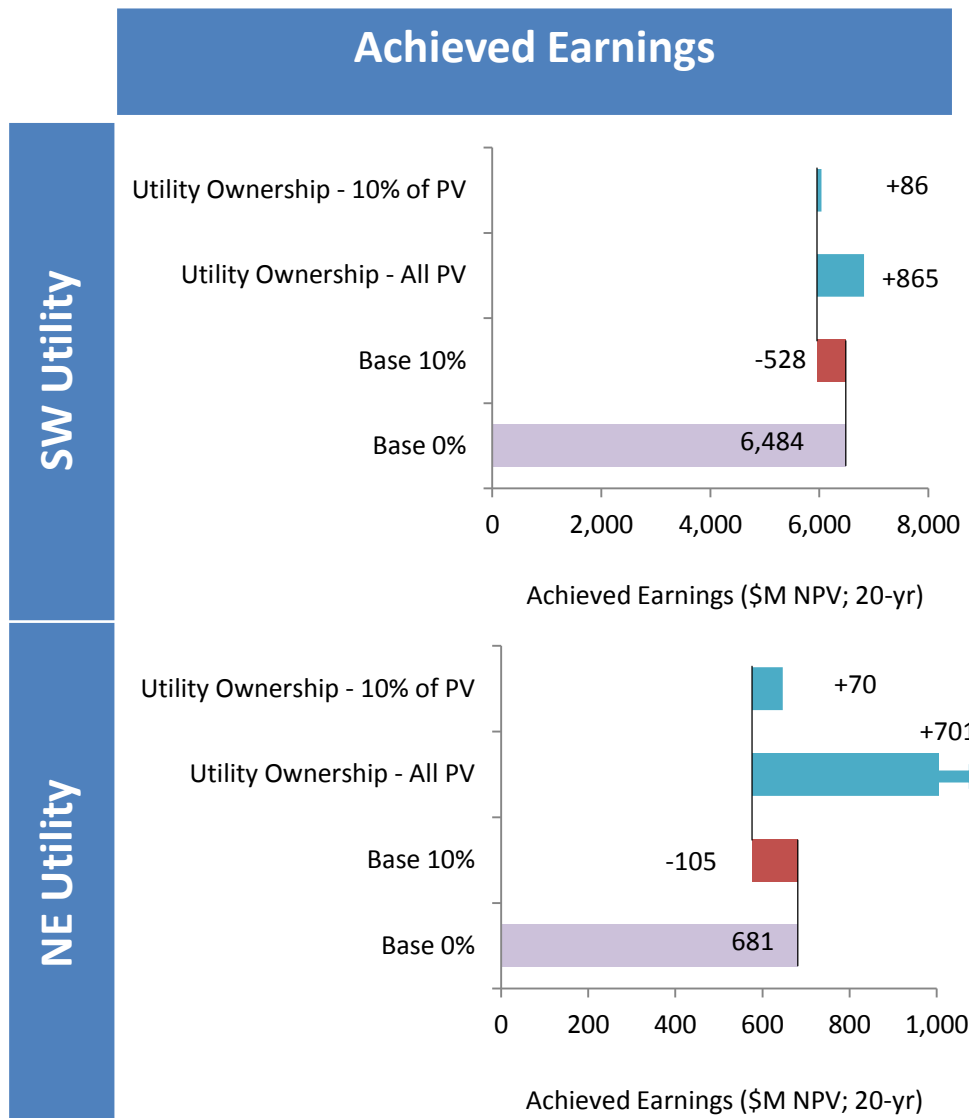 Achieved Earnings
SW Utility
Utility Ownership - 10% of PV
+86
Utility Ownership - All PV
+865
Base 10%
-528
Base 0%
6,484
0 2,000 4,000 6,000 8,000
Achieved Earnings ($M NPV; 20-yr)
NE Utility
Utility Ownership - 10% of PV
+70
Utility Ownership - All PV
+701
Base 10%
-105
Base 0%
681
0 200 400 600 800 1,000
Achieved Earnings ($M NPV; 20-yr)